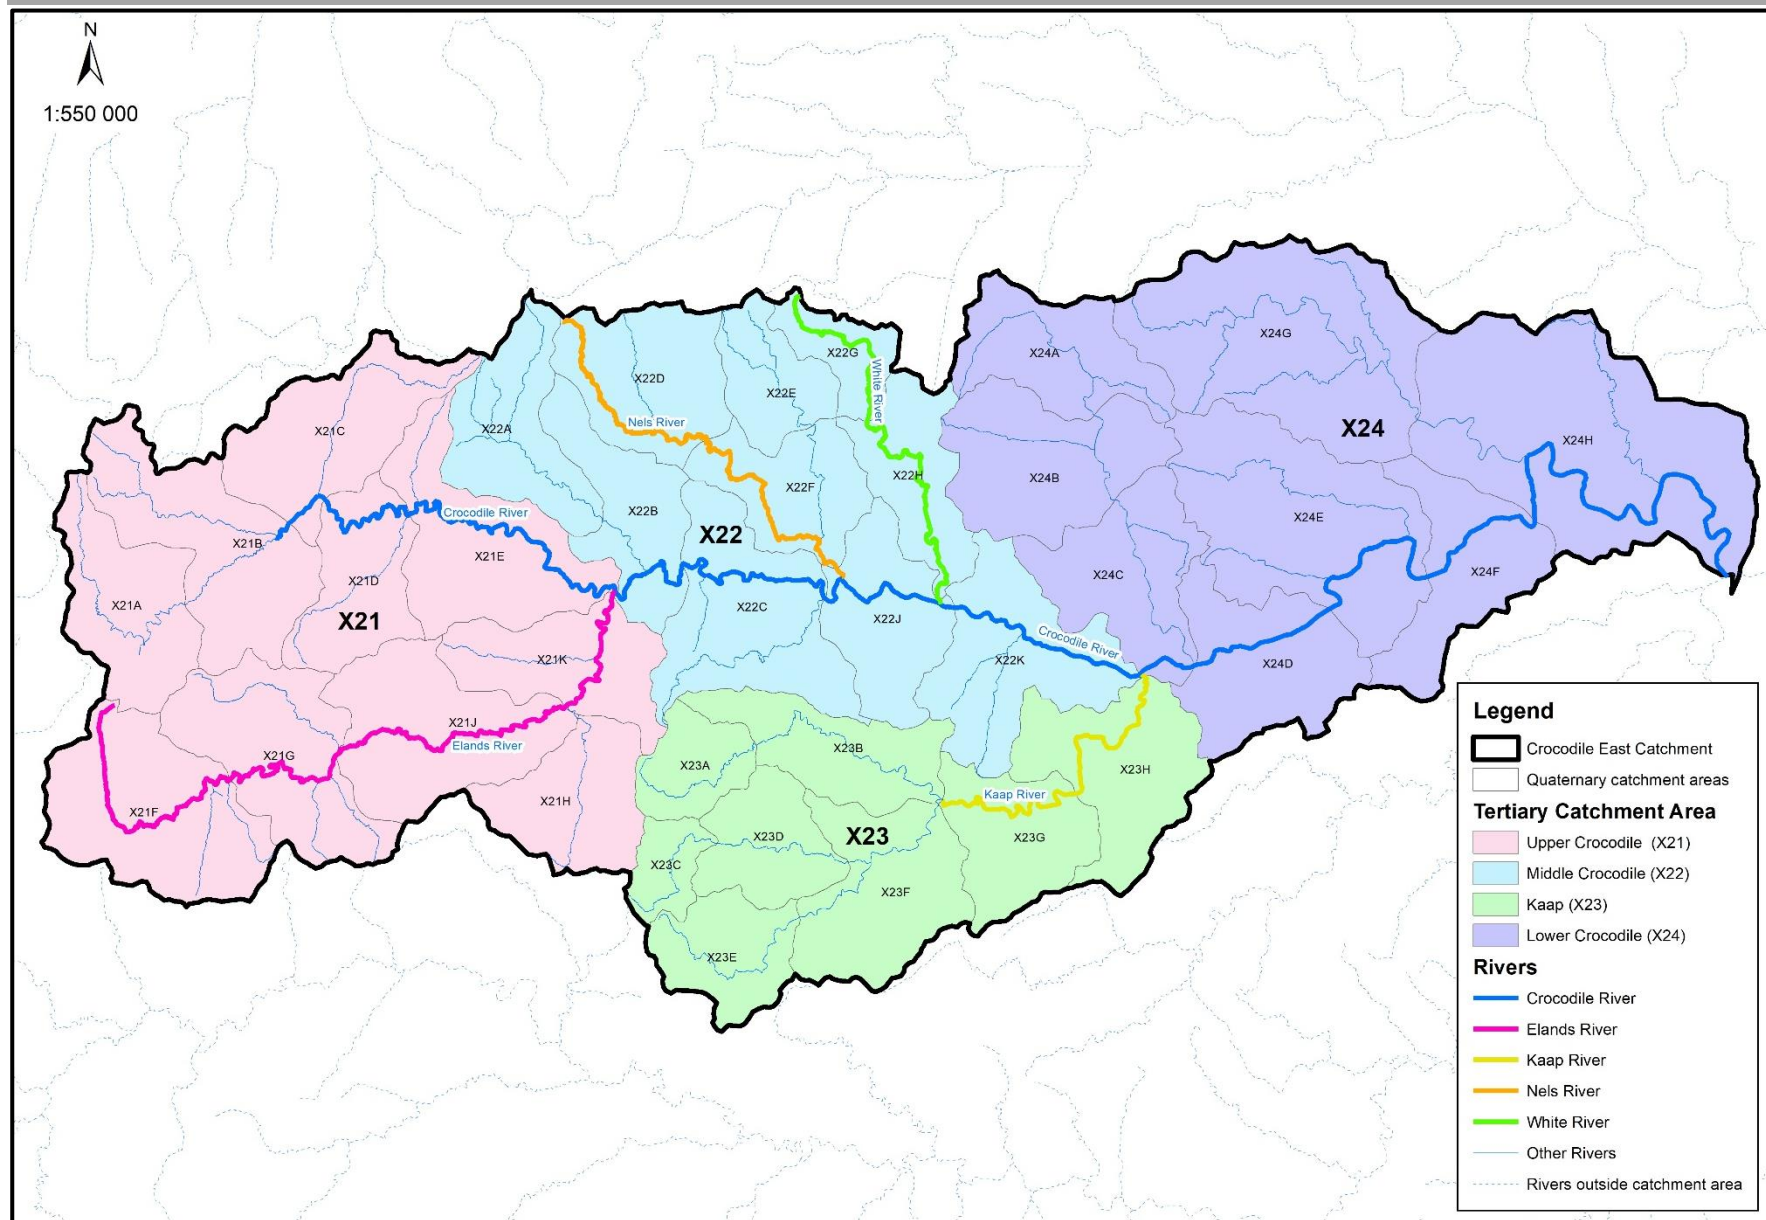 N
1:550 000
X24G
X22G
X24A
X22D
X22E
White River
X21C
Nels River
X22A
X24
X24H
X22H
X24B
X22F
Crocodile River
X22B
X24E
X22
X21B
X21E
X24F
X24C
X21D
X21A
X22C
X22J
X21
Crocodile River
X21K
X22K
X24D
X21J
Elands River
X23B
X21G
X23A
X23H
Kaap River
X21H
X21F
X23D
X23
X23G
X23C
X23F
X23E
Legend
Crocodile East Catchment
Quaternary catchment areas
Tertiary Catchment Area
Upper Crocodile (X21)
Middle Crocodile (X22)
Kaap (X23)
Lower Crocodile (X24)
Rivers
Crocodile River
Elands River
Kaap River
Nels River
White River
Other Rivers
Rivers outside catchment area